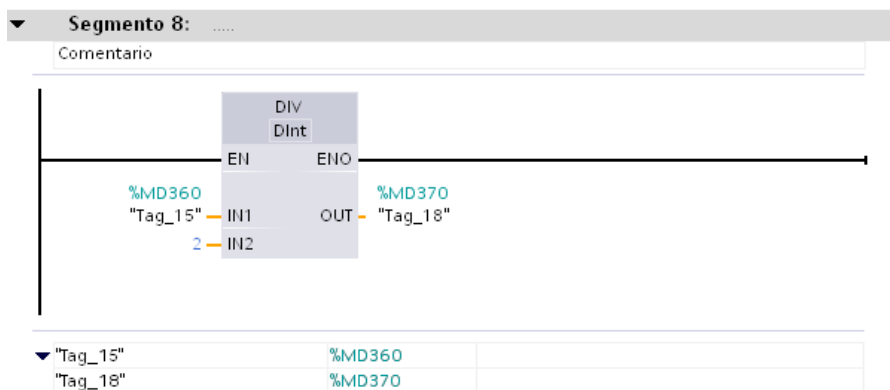 Segmento 8: .....
Comentario
DIV
DInt
EN ENO
%MD360 %MD370
"Tag_15" IN1 OUT "Tag_18"
2 IN2
"Tag_15" %MD360
"Tag_18" %MD370